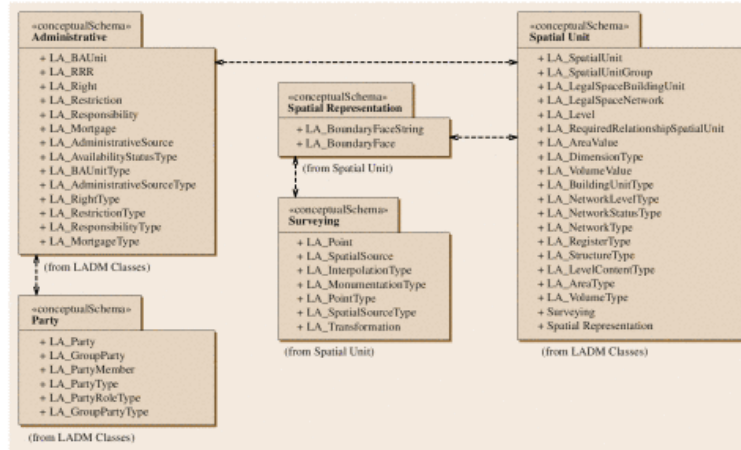 «conceptualSchema»
Administrative
+ LA_BAUnit
+ LA_RRR
+ LA_Right
+ LA_Restriction
+ LA_Responsibility
+ LA_Mortgage
+ LA_AdministrativeSource
+ LA_AvailabilityStatusType
+ LA_BAUnitType
+ LA_AdministrativeSourceType
+ LA_RightType
+ LA_RestrictionType
+ LA_ResponsibilityType
+ LA_MortgageType
(from LADM Classes)
«conceptualSchema»
Party
+ LA_Party
+ LA_GroupParty
+ LA_PartyMember
+ LA_PartyType
+ LA_PartyRoleType
+ LA_GroupPartyType
(from LADM Classes)
«conceptualSchema»
Spatial Representation
+ LA_BoundaryFaceString
+ LA_BoundaryFace
(from Spatial Unit)
«conceptualSchema»
Surveying
+ LA_Point
+ LA_SpatialSource
+ LA_InterpolationType
+ LA_MonumentationType
+ LA_PointType
+ LA_SpatialSourceType
+ LA_Transformation
(from Spatial Unit)
«conceptualSchema»
Spatial Unit
+ LA_SpatialUnit
+ LA_SpatialUnitGroup
+ LA_LegalSpaceBuildingUnit
+ LA_LegalSpaceNetwork
+ LA_Level
+ LA_RequiredRelationshipSpatialUnit
+ LA_AreaValue
+ LA_DimensionType
+ LA_VolumeValue
+ LA_BuildingUnitType
+ LA_NetworkLevelType
+ LA_NetworkStatusType
+ LA_NetworkType
+ LA_RegisterType
+ LA_StructureType
+ LA_LevelContentType
+ LA_AreaType
+ LA_VolumeType
+ Surveying
+ Spatial Representation
(from LADM Classes)